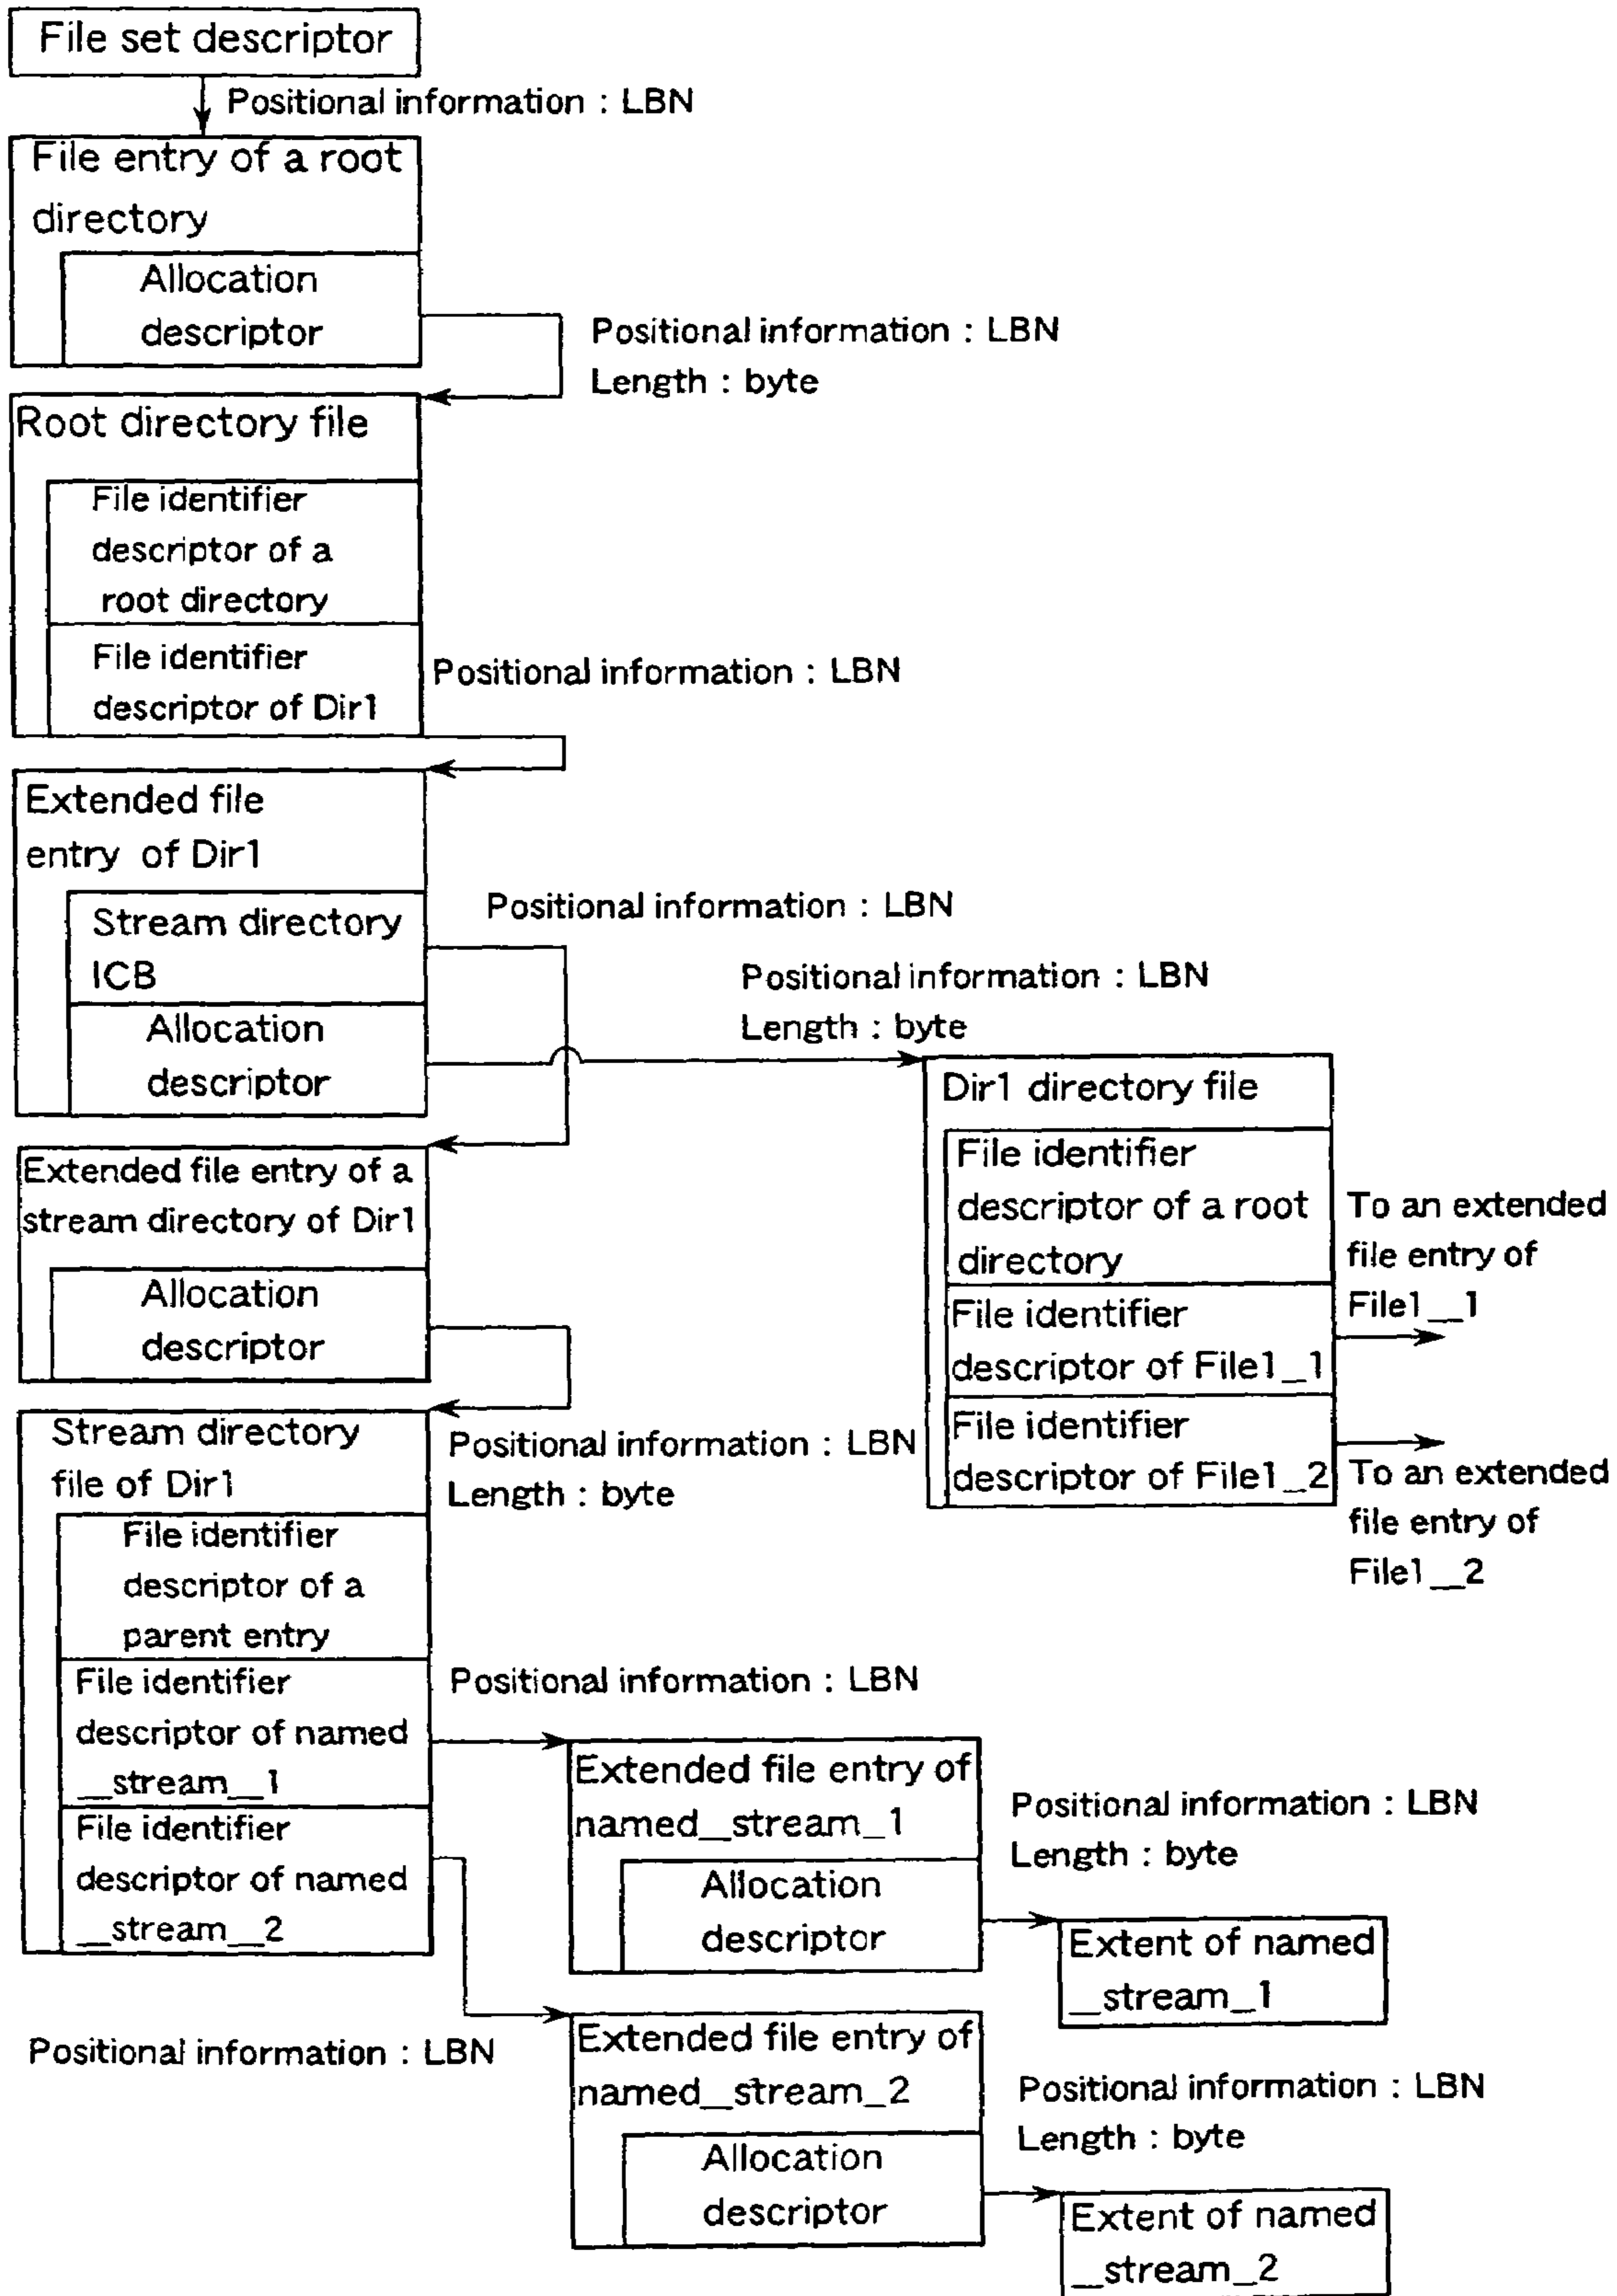 File set descriptor
Positional information : LBN
File entry of a root
directory
Allocation
descriptor
Positional information : LBN
Length : byte
Root directory file
File identifier
descriptor of a
root directory
File identifier
descriptor of Dir1
Positional information : LBN
Extended file
entry of Dir1
Stream directory
ICB
Allocation
descriptor
Positional information : LBN
Positional information : LBN
Length : byte
Dir1 directory file
File identifier
descriptor of a root
directory
File identifier
descriptor of File1_1
File identifier
descriptor of File1_2
To an extended
file entry of
File1__1
To an extended
file entry of
File1__2
Extended file entry of a
stream directory of Dir1
Allocation
descriptor
Positional information : LBN
Length : byte
Stream directory
file of Dir1
File identifier
descriptor of a
parent entry
File identifier
descriptor of named
__stream__1
File identifier
descriptor of named
__stream__2
Positional information : LBN
Extended file entry of
named__stream_1
Allocation
descriptor
Positional information : LBN
Length : byte
Extent of named
__stream_1
Positional information : LBN
Extended file entry of
named__stream_2
Allocation
descriptor
Positional information : LBN
Length : byte
Extent of named
__stream_2